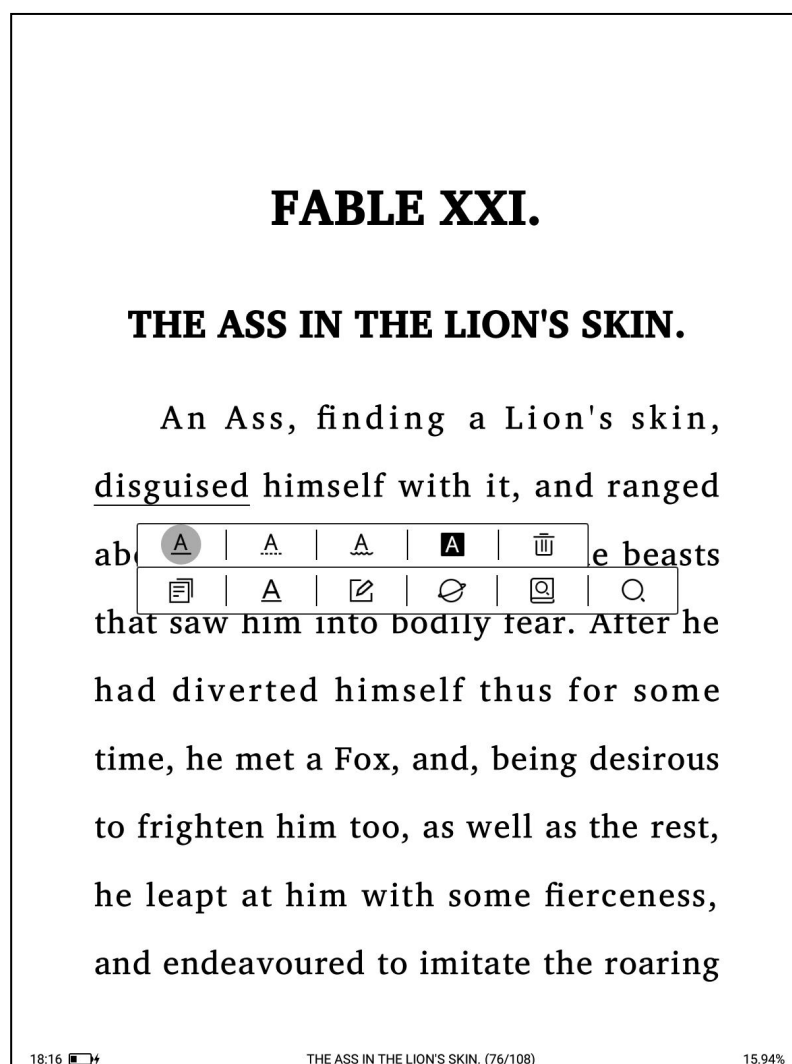 FABLE XXI.
THE ASS IN THE LION'S SKIN.
An Ass, finding a Lion's skin,
disguised himself with it, and ranged
beasts
that saw him into bodily fear. After he
had diverted himself thus for some
time, he met a Fox, and, being desirous
to frighten him too, as well as the rest,
he leapt at him with some fierceness,
and endeavoured to imitate the roaring
A A A A
A
18:16 THE ASS IN THE LION'S SKIN. (76/108) 15.94%